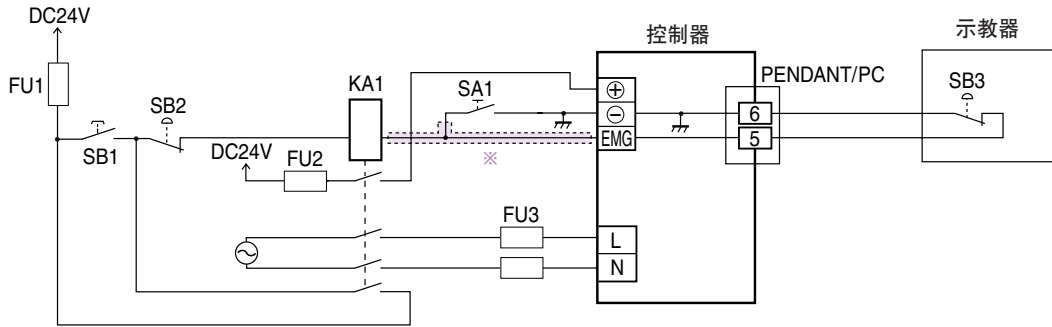 DC24V
FU1
SB1
SB2
KA1
SA1
控制器
PENDANT/PC
示教器
SB3
⊕
⊖
EMG
6
5
※
DC24V
FU2
FU3
L
N